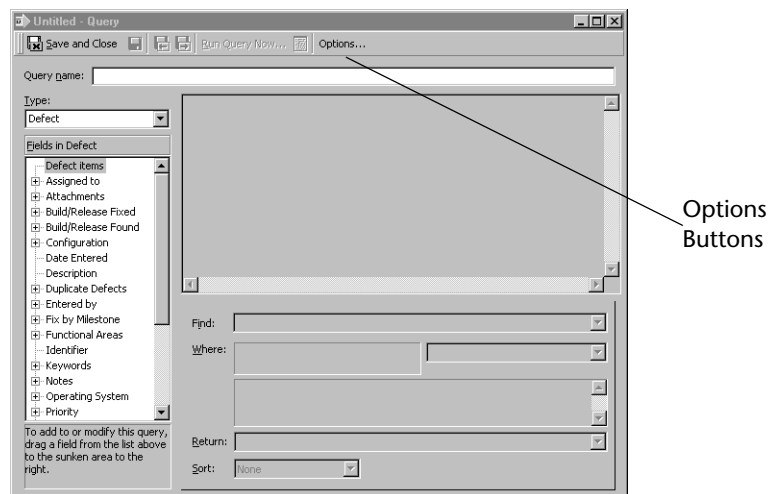 Untitled - Query
Save and Close Run Query Now... Options...
Query name:
Type:
Defect
Fields in Defect
Defect items
Assigned to
Attachments
Build/Release Fixed
Build/Release Found
Configuration
Date Entered
Description
Duplicate Defects
Entered by
Fix by Milestone
Functional Areas
Identifier
Keywords
Notes
Operating System
Priority
To add to or modify this query,
drag a field from the list above
to the sunken area to the
right.
Find:
Where:
Return:
Sort: None
Options
Buttons